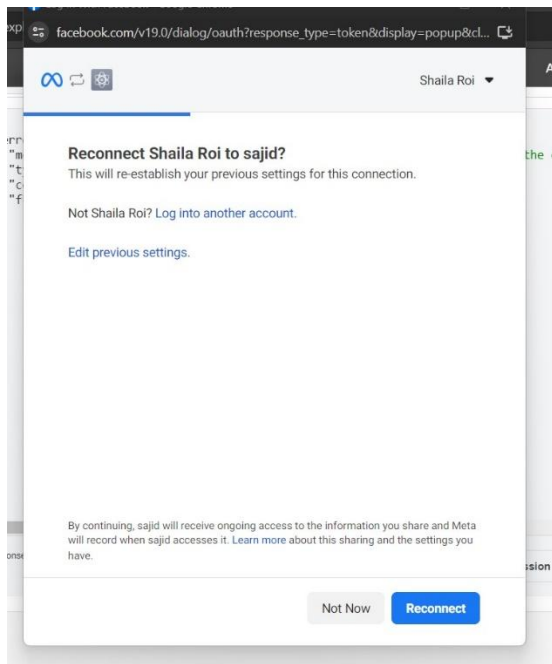 facebook.com/v19.0/dialog/oauth?response_type=token&display=popup&cl...
Shaila Roi
Reconnect Shaila Roi to sajid?
This will re-establish your previous settings for this connection.
Not Shaila Roi? Log into another account.
Edit previous settings.
By continuing, sajid will receive ongoing access to the information you share and Meta
will record when sajid accesses it. Learn more about this sharing and the settings you
have.
Not Now
Reconnect
the